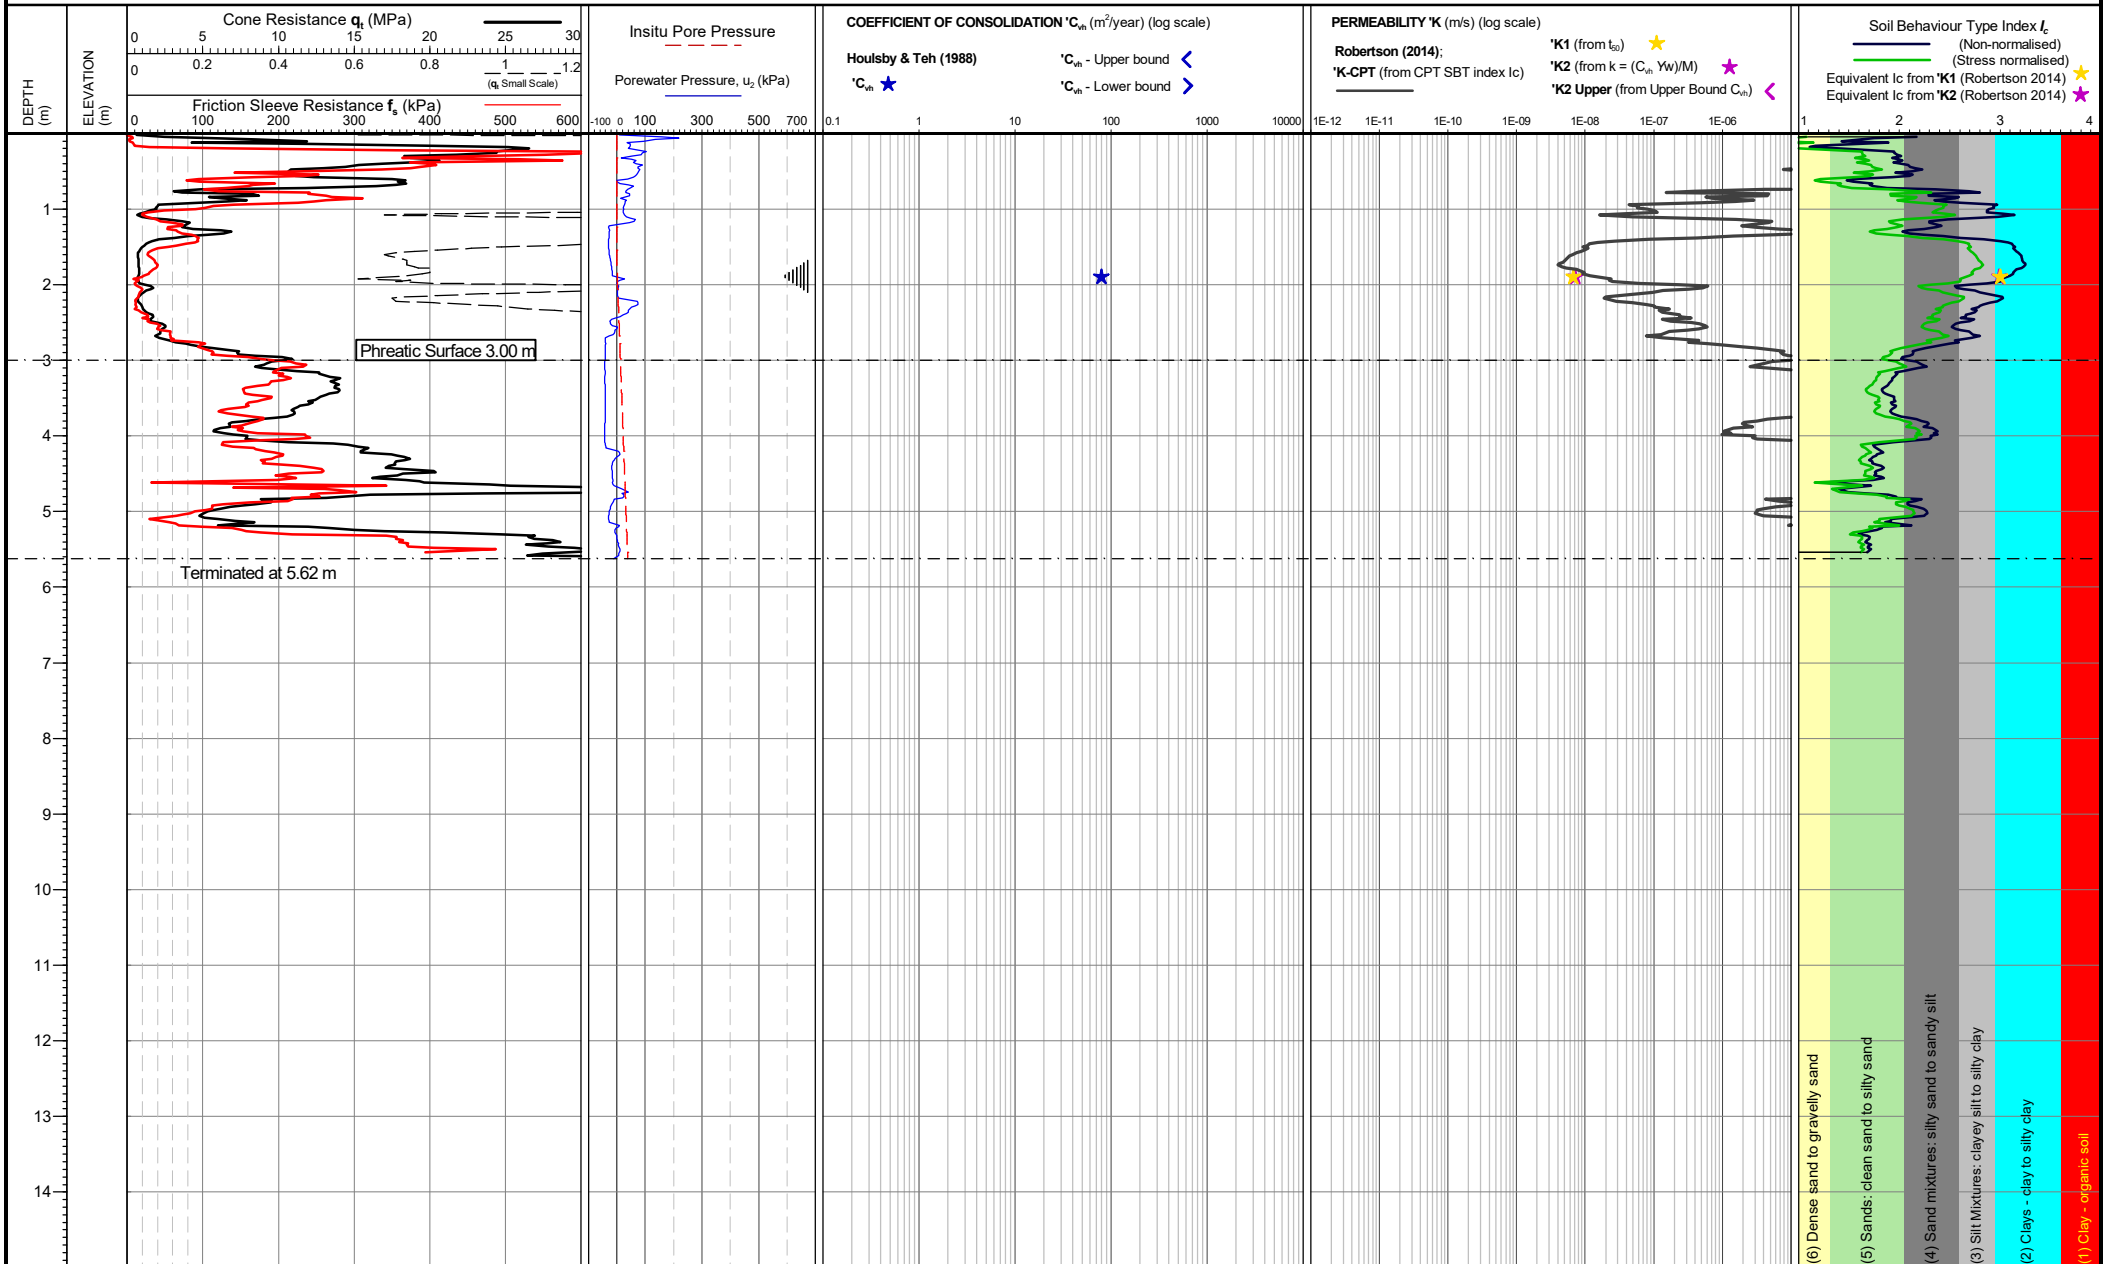 DEPTH (m)
ELEVATION (m)
Cone Resistance qt (MPa)
0 5 10 15 20 25 30
0 0.2 0.4 0.6 0.8 1 1.2
(qt Small Scale)
Friction Sleeve Resistance fs (kPa)
0 100 200 300 400 500 600
Insitu Pore Pressure
Porewater Pressure, u2 (kPa)
-100 0 100 300 500 700
COEFFICIENT OF CONSOLIDATION 'Cvh (m2/year) (log scale)
Houlsby & Teh (1988)
'Cvh
'Cvh - Upper bound
'Cvh - Lower bound
0.1 1 10 100 1000 10000
PERMEABILITY 'K (m/s) (log scale)
Robertson (2014);
'K-CPT (from CPT SBT index Ic)
'K1 (from t50)
'K2 (from k = (Cvh Yw)/M)
'K2 Upper (from Upper Bound Cvh)
1E-12 1E-11 1E-10 1E-09 1E-08 1E-07 1E-06
Soil Behaviour Type Index Ic
(Non-normalised)
(Stress normalised)
Equivalent Ic from 'K1 (Robertson 2014)
Equivalent Ic from 'K2 (Robertson 2014)
1 2 3 4
1
2
Phreatic Surface 3.00 m
3
4
5
Terminated at 5.62 m
6
7
8
9
10
11
12
13
14
(6) Dense sand to gravelly sand
(5) Sands: clean sand to silty sand
(4) Sand mixtures: silty sand to sandy silt
(3) Silt Mixtures: clayey silt to silty clay
(2) Clays - clay to silty clay
(1) Clay - organic soil